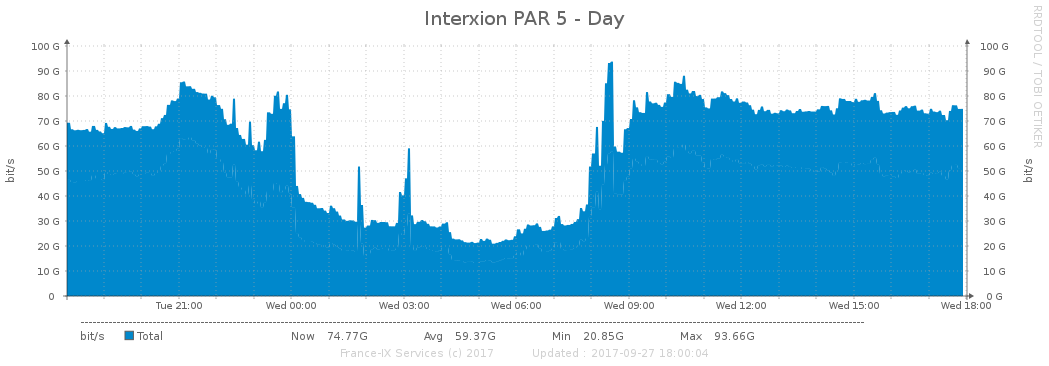 Interxion PAR 5 - Day
RRDTOOL / TOBI OETIKER
bit/s
bit/s
100 G 100 G
90 G 90 G
80 G 80 G
70 G 70 G
60 G 60 G
50 G 50 G
40 G 40 G
30 G 30 G
20 G 20 G
10 G 10 G
0 0 G
Tue 21:00 Wed 00:00 Wed 03:00 Wed 06:00 Wed 09:00 Wed 12:00 Wed 15:00 Wed 18:00
bit/s Total Now 74.77G Avg 59.37G Min 20.85G Max 93.66G
France-IX Services (c) 2017 Updated : 2017-09-27 18:00:04